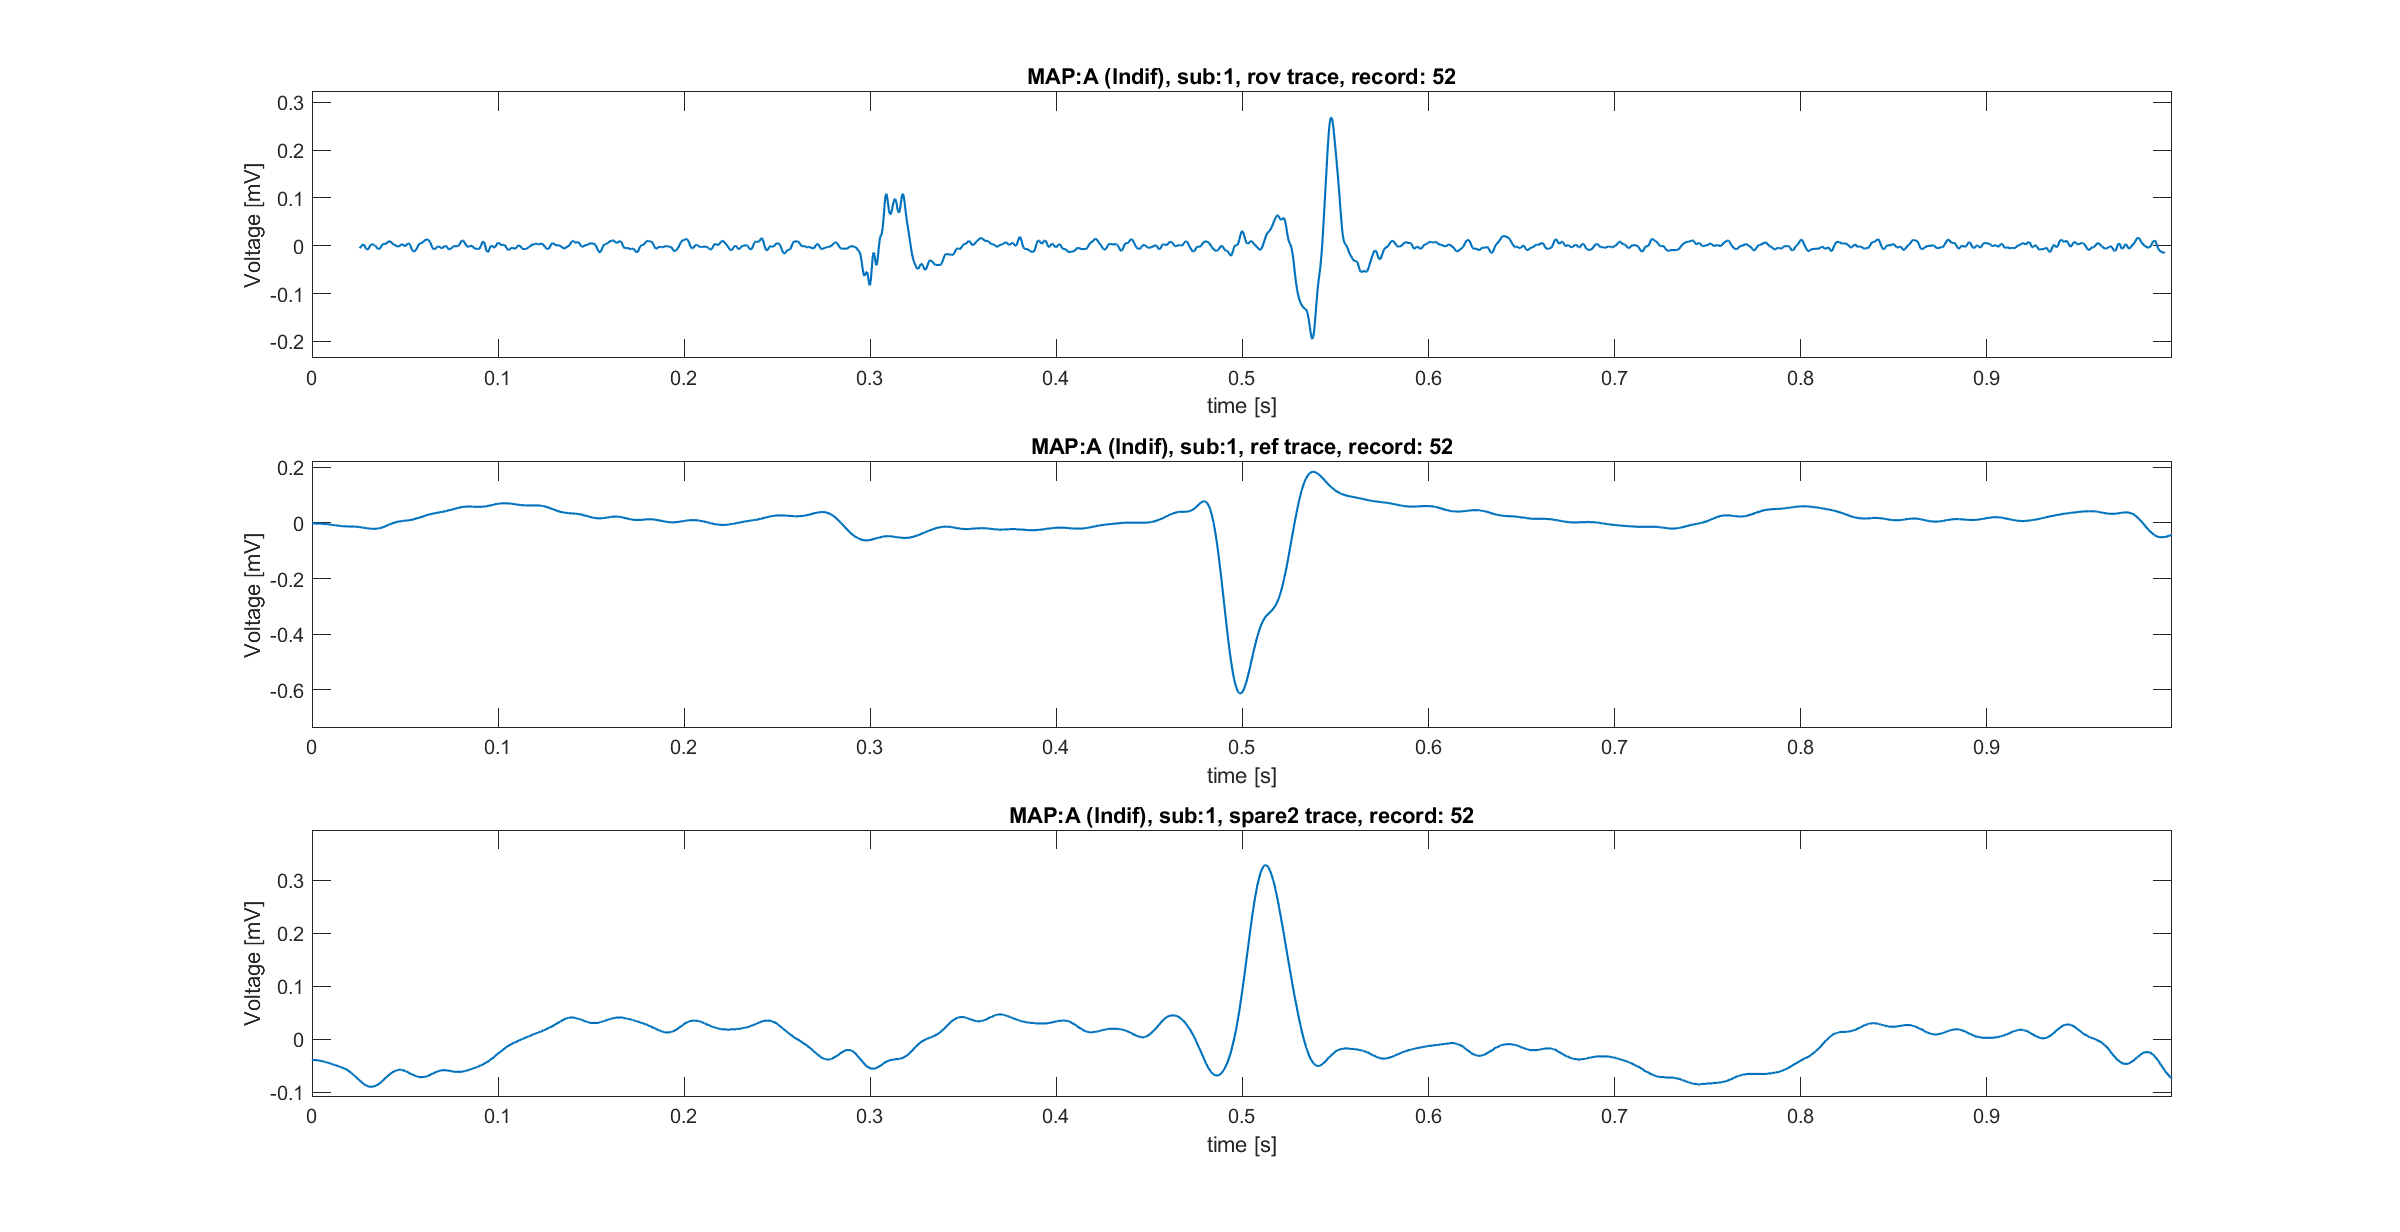 MAP:A (Indif), sub:1, rov trace, record: 52
Voltage [mV]
0.3
0.2
0.1
0
-0.1
-0.2
0 0.1 0.2 0.3 0.4 0.5 0.6 0.7 0.8 0.9
time [s]
MAP:A (Indif), sub:1, ref trace, record: 52
Voltage [mV]
0.2
0
-0.2
-0.4
-0.6
0 0.1 0.2 0.3 0.4 0.5 0.6 0.7 0.8 0.9
time [s]
MAP:A (Indif), sub:1, spare2 trace, record: 52
Voltage [mV]
0.3
0.2
0.1
0
-0.1
0 0.1 0.2 0.3 0.4 0.5 0.6 0.7 0.8 0.9
time [s]